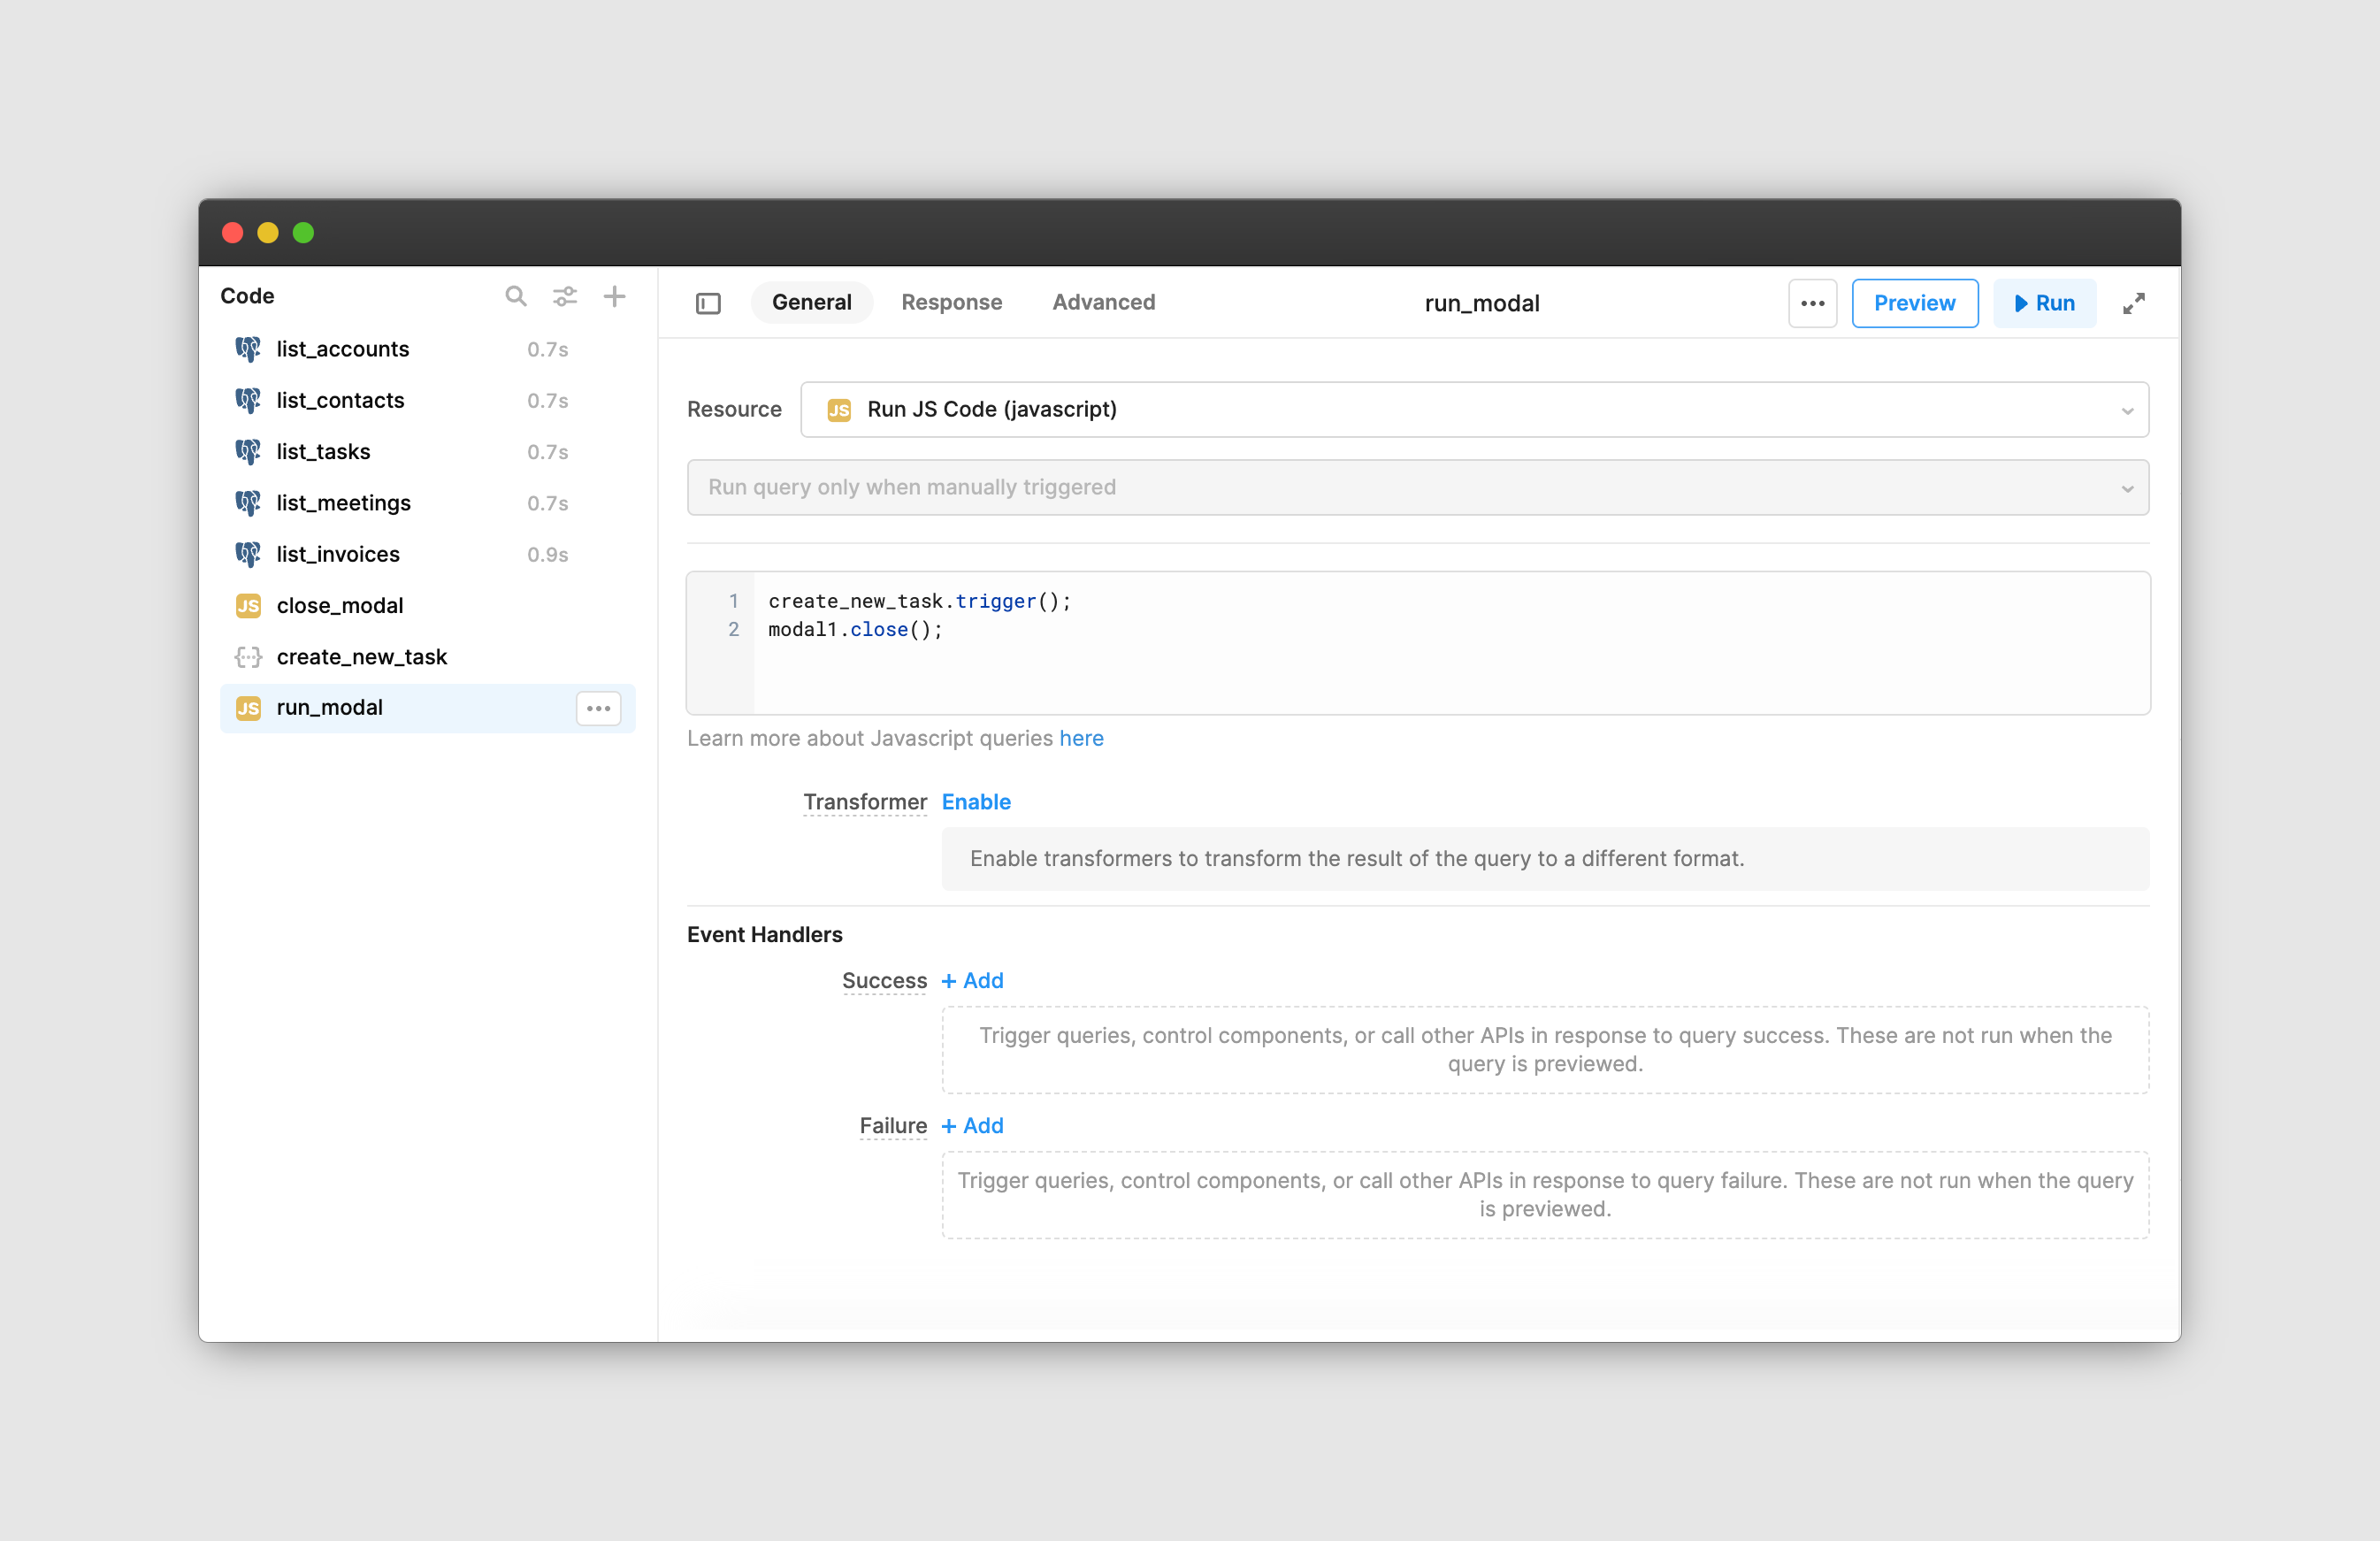 Code
list_accounts 0.7s
list_contacts 0.7s
list_tasks 0.7s
list_meetings 0.7s
list_invoices 0.9s
JS close_modal
create_new_task
JS run_modal
General Response Advanced run_modal Preview Run
Resource JS Run JS Code (javascript)
Run query only when manually triggered
1 create_new_task.trigger();
2 modal1.close();
Learn more about Javascript queries here
Transformer Enable
Enable transformers to transform the result of the query to a different format.
Event Handlers
Success + Add
Trigger queries, control components, or call other APIs in response to query success. These are not run when the
query is previewed.
Failure + Add
Trigger queries, control components, or call other APIs in response to query failure. These are not run when the query
is previewed.